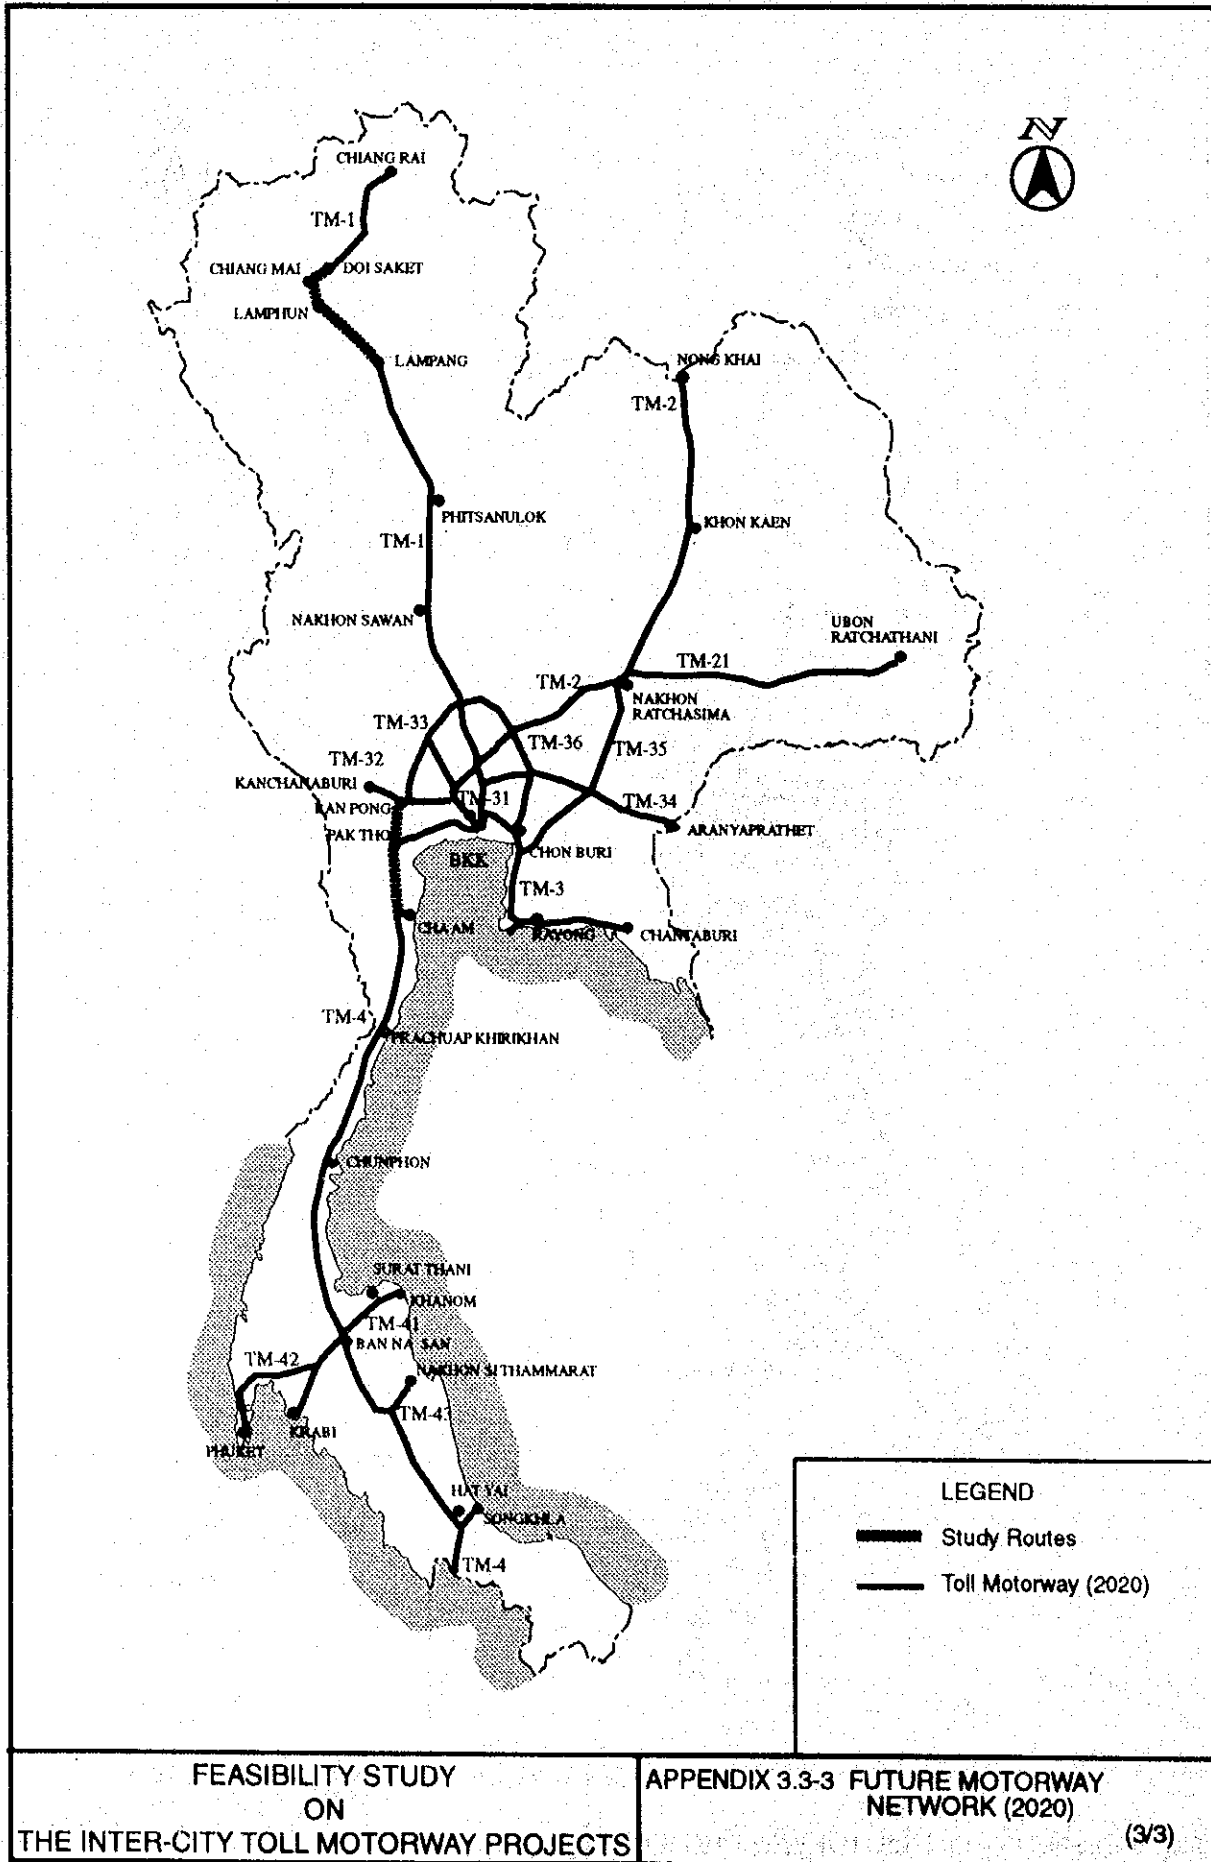 N
CHIANG RAI
TM-1
CHIANG MAI
DOI SAKET
LAMPHUN
LAMPANG
NONG KHAI
TM-2
PHITSANULOK
KHON KAEN
TM-1
NAKHON SAWAN
UBON
RATCHATHANI
TM-21
TM-2
NAKHON
RATCHASIMA
TM-33
TM-36
TM-35
TM-32
KANCHANABURI
BAN PONG
TM-31
TM-34
PAK THO
ARANYAPRATHET
BKK
CHON BURI
TM-3
CHA AM
RAYONG
CHANTABURI
TM-4
PRACHUAP KHIRIKHAN
CHUNPHON
SURAT THANI
KHANOM
TM-41
BAN NA SAN
TM-42
NAKHON SI THAMMARAT
TM-43
KRABI
PHUKET
HAT YAI
SONGKHLA
TM-4
LEGEND
Study Routes
Toll Motorway (2020)
FEASIBILITY STUDY
ON
THE INTER-CITY TOLL MOTORWAY PROJECTS
APPENDIX 3.3-3 FUTURE MOTORWAY
NETWORK (2020)
(3/3)